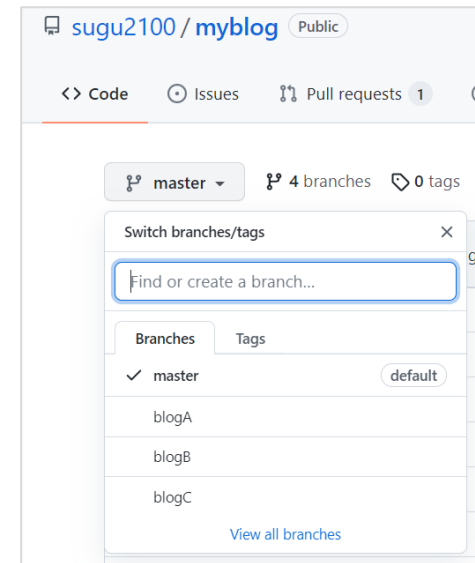 sugu2100 / myblog Public
<> Code Issues Pull requests 1
master 4 branches 0 tags
Switch branches/tags
Find or create a branch...
Branches Tags
master default
blogA
blogB
blogC
View all branches